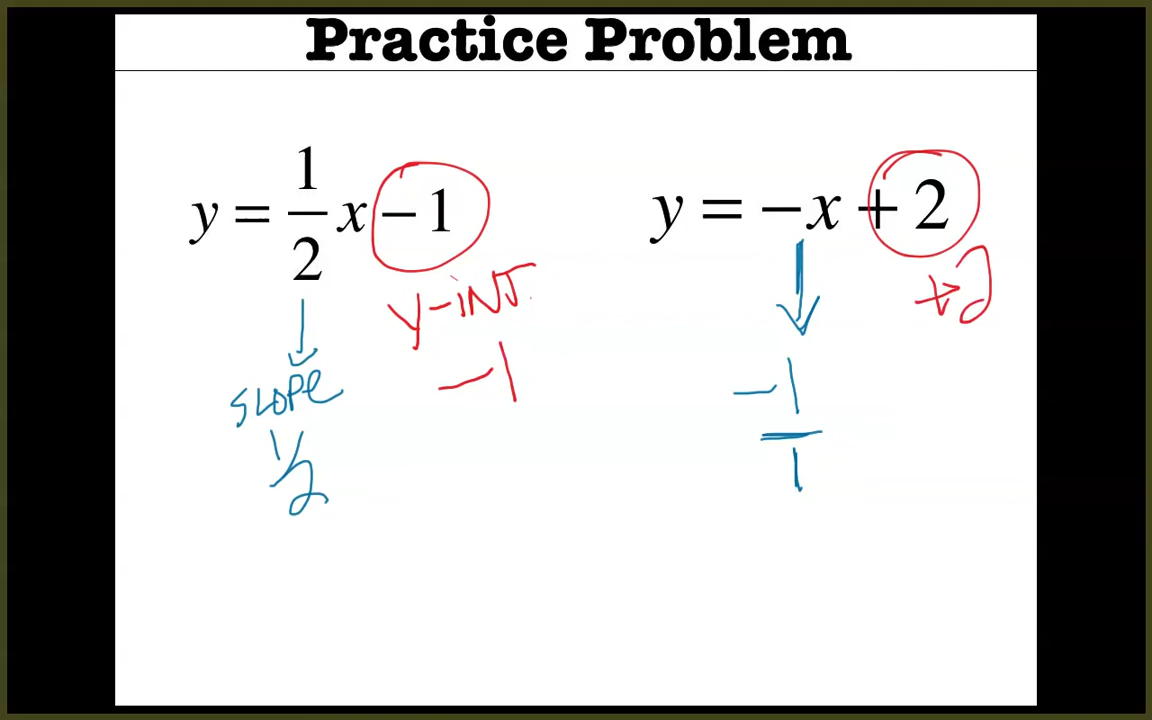 Practice Problem
y = 1/2 x - 1
y-iNT
-1
SLOPE
1/2
y = -x + 2
+2
-1/1